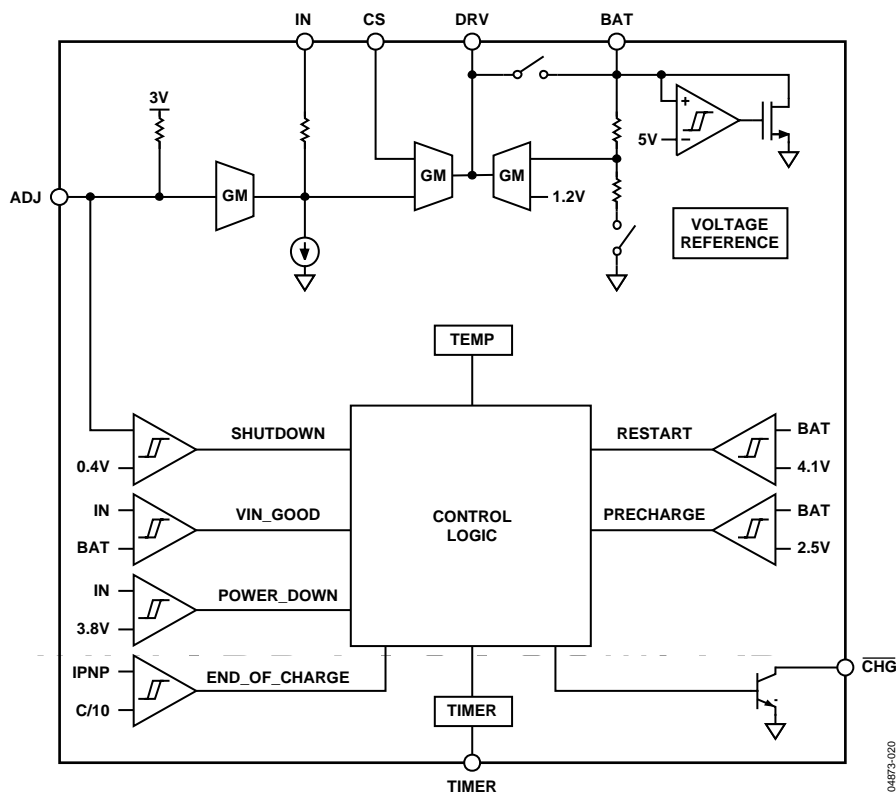 IN CS DRV BAT
3V
+
5V
−
ADJ
GM
GM
GM
1.2V
VOLTAGE
REFERENCE
TEMP
SHUTDOWN
0.4V
RESTART
BAT
4.1V
IN
VIN_GOOD
BAT
CONTROL
LOGIC
PRECHARGE
BAT
2.5V
IN
POWER_DOWN
3.8V
IPNP
END_OF_CHARGE
C/10
TIMER
CHG
TIMER
04873-020